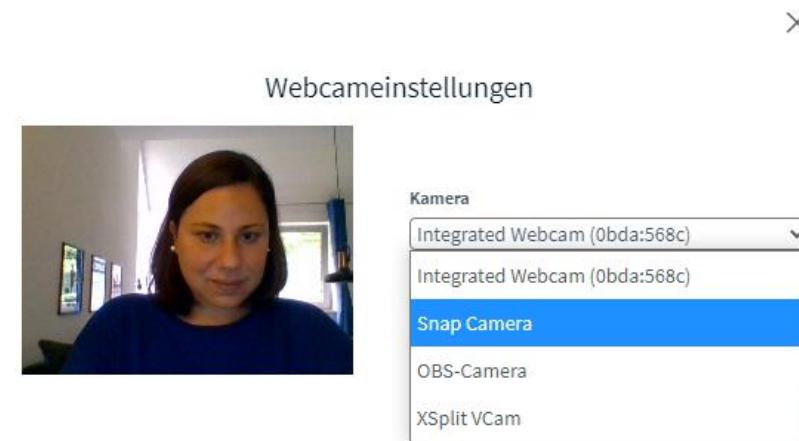 Webcameinstellungen
Kamera
Integrated Webcam (0bda:568c)
Integrated Webcam (0bda:568c)
Snap Camera
OBS-Camera
XSplit VCam